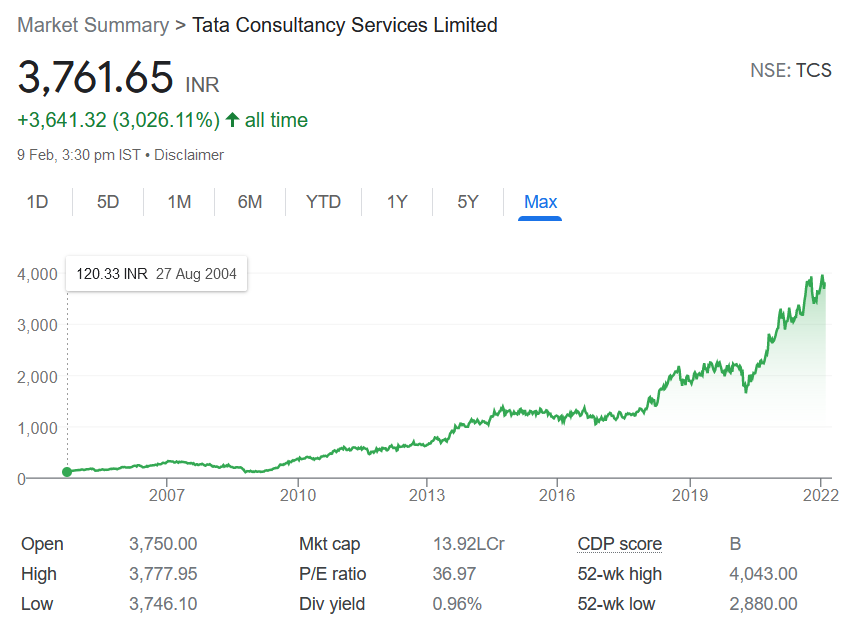 Market Summary > Tata Consultancy Services Limited
3,761.65 INR
NSE: TCS
+3,641.32 (3,026.11%) ↑ all time
9 Feb, 3:30 pm IST • Disclaimer
1D 5D 1M 6M YTD 1Y 5Y Max
120.33 INR 27 Aug 2004
4,000
3,000
2,000
1,000
0
2007 2010 2013 2016 2019 2022
Open 3,750.00 Mkt cap 13.92LCr CDP score B
High 3,777.95 P/E ratio 36.97 52-wk high 4,043.00
Low 3,746.10 Div yield 0.96% 52-wk low 2,880.00